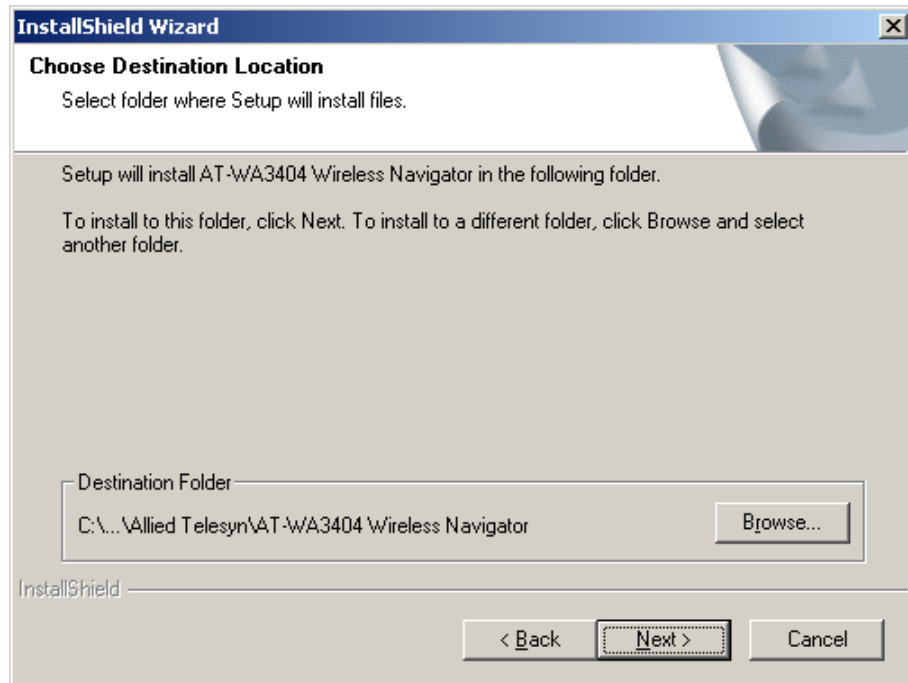 InstallShield Wizard
Choose Destination Location
Select folder where Setup will install files.
Setup will install AT-WA3404 Wireless Navigator in the following folder.
To install to this folder, click Next. To install to a different folder, click Browse and select
another folder.
Destination Folder
C:\...\Allied Telesyn\AT-WA3404 Wireless Navigator
Browse...
InstallShield
< Back
Next >
Cancel